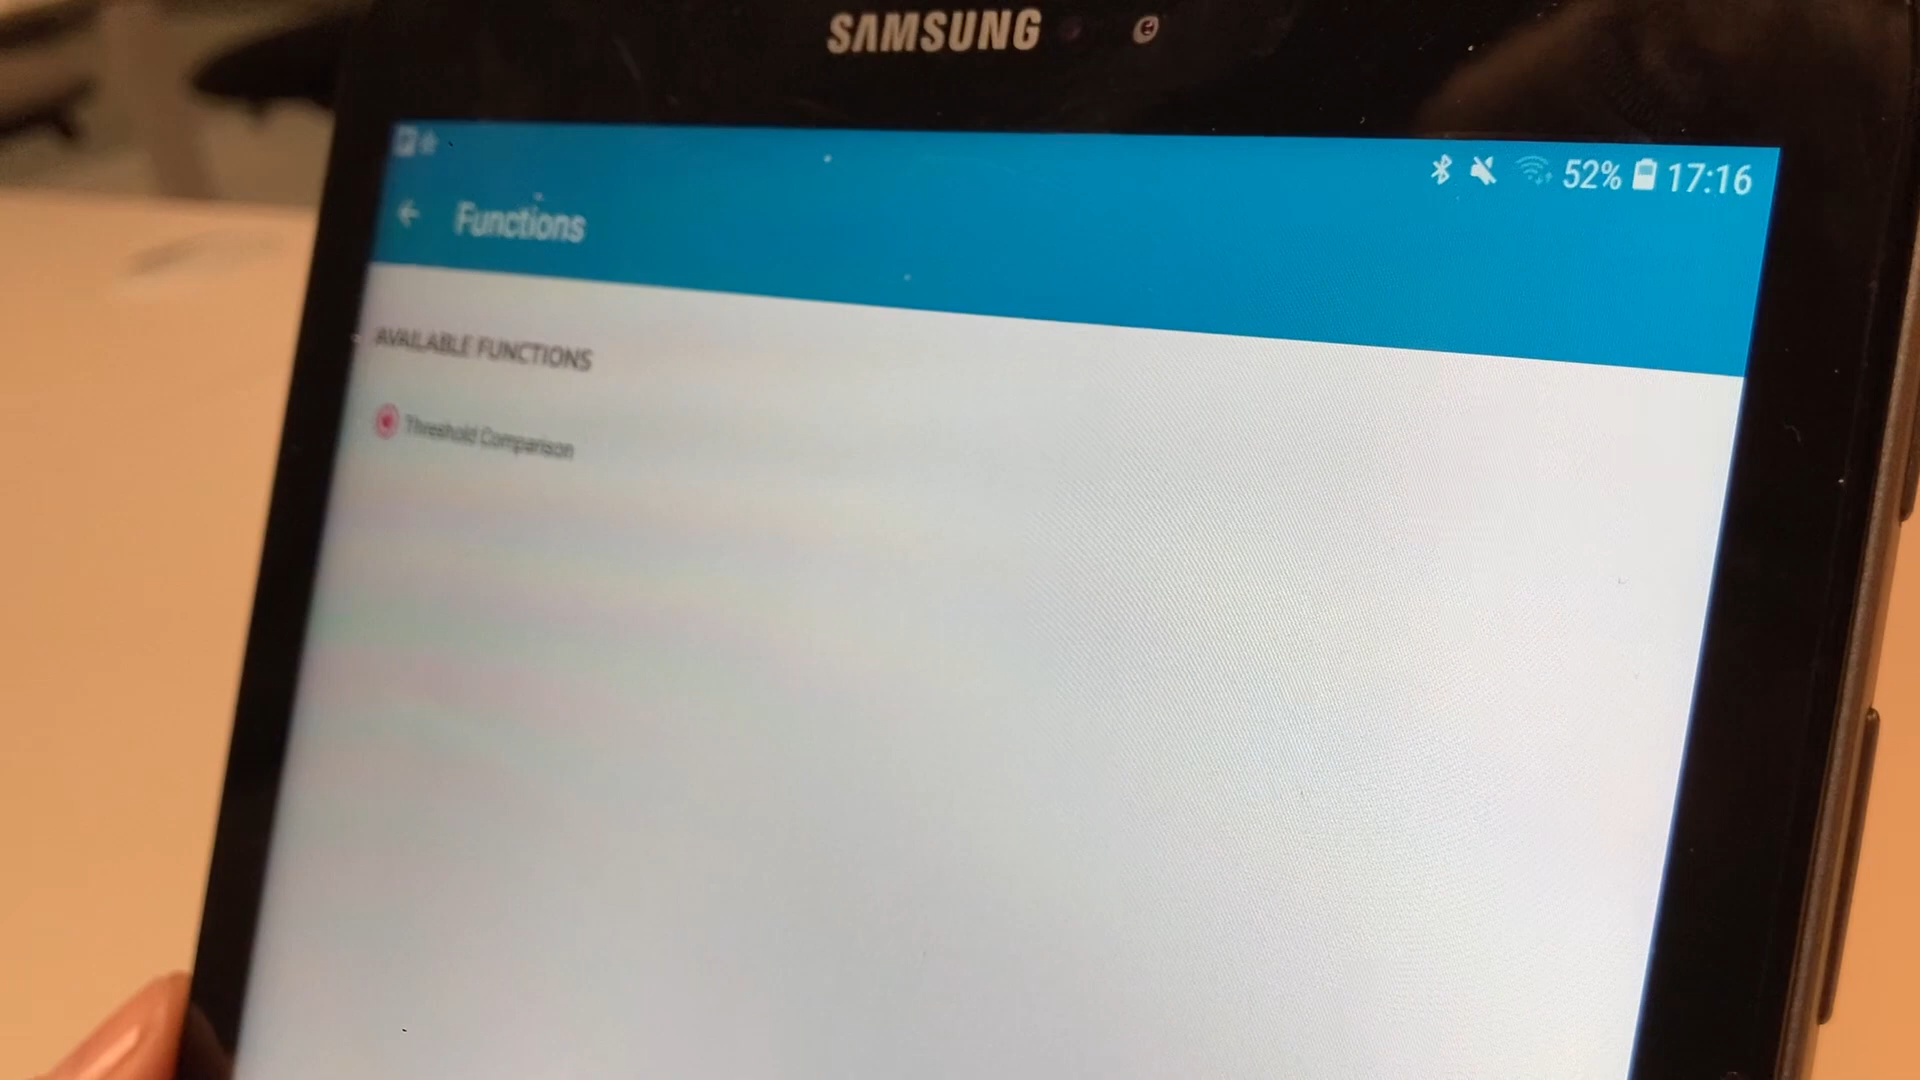 SAMSUNG
52% 17:16
Functions
AVAILABLE FUNCTIONS
Threshold Comparison